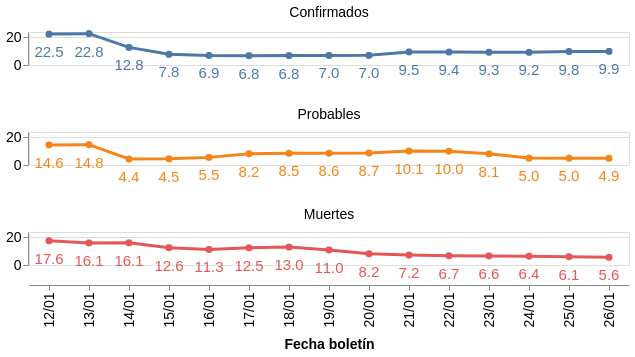 Confirmados
20
0
22.5 22.8 12.8 7.8 6.9 6.8 6.8 7.0 7.0 9.5 9.4 9.3 9.2 9.8 9.9
Probables
20
0
14.6 14.8 4.4 4.5 5.5 8.2 8.5 8.6 8.7 10.1 10.0 8.1 5.0 5.0 4.9
Muertes
20
0
17.6 16.1 16.1 12.6 11.3 12.5 13.0 11.0 8.2 7.2 6.7 6.6 6.4 6.1 5.6
12/01 13/01 14/01 15/01 16/01 17/01 18/01 19/01 20/01 21/01 22/01 23/01 24/01 25/01 26/01
Fecha boletín